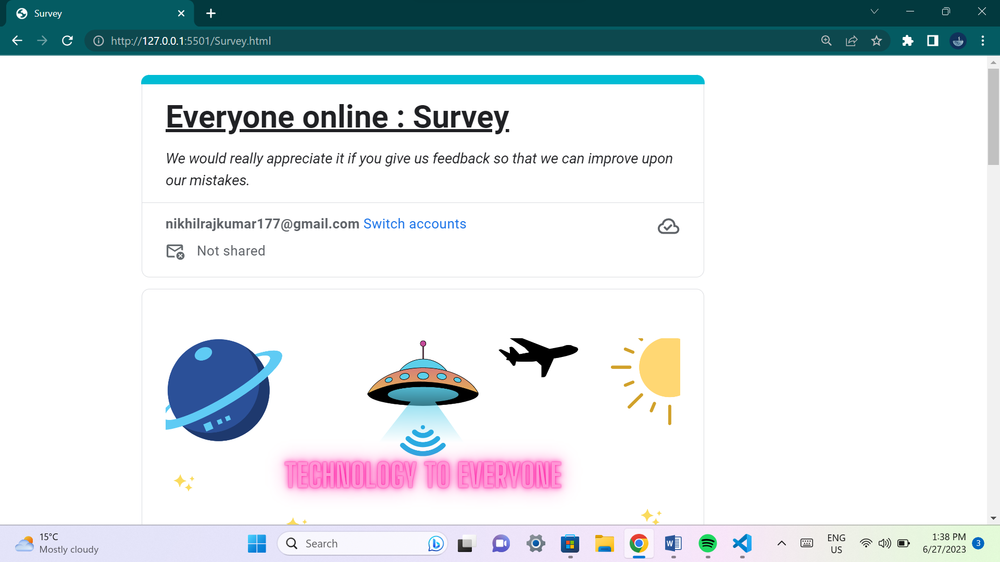 Survey
http://127.0.0.1:5501/Survey.html
Everyone online : Survey
We would really appreciate it if you give us feedback so that we can improve upon
our mistakes.
nikhilrajkumar177@gmail.com Switch accounts
Not shared
TECHNOLOGY TO EVERYONE
15°C
Mostly cloudy
Search
W
ENG
US
1:38 PM
6/27/2023
3